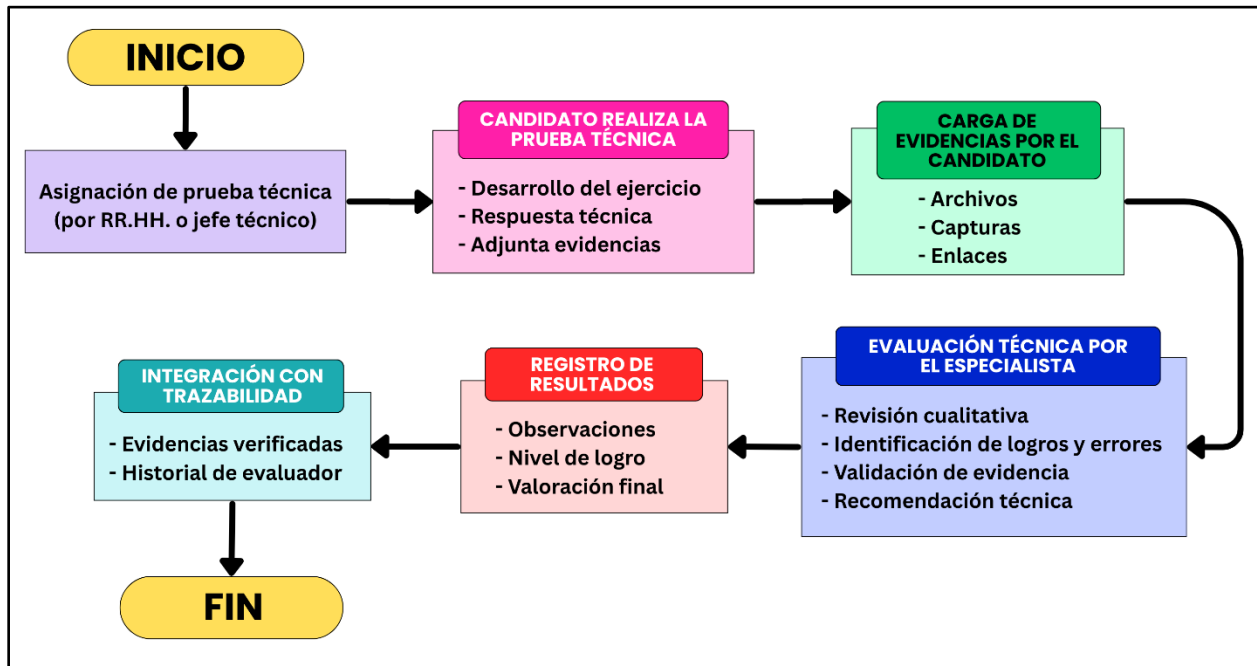 INICIO
Asignación de prueba técnica
(por RR.HH. o jefe técnico)
CANDIDATO REALIZA LA
PRUEBA TÉCNICA
- Desarrollo del ejercicio
- Respuesta técnica
- Adjunta evidencias
CARGA DE
EVIDENCIAS POR EL
CANDIDATO
- Archivos
- Capturas
- Enlaces
EVALUACIÓN TÉCNICA POR
EL ESPECIALISTA
- Revisión cualitativa
- Identificación de logros y errores
- Validación de evidencia
- Recomendación técnica
REGISTRO DE
RESULTADOS
- Observaciones
- Nivel de logro
- Valoración final
INTEGRACIÓN CON
TRAZABILIDAD
- Evidencias verificadas
- Historial de evaluador
FIN